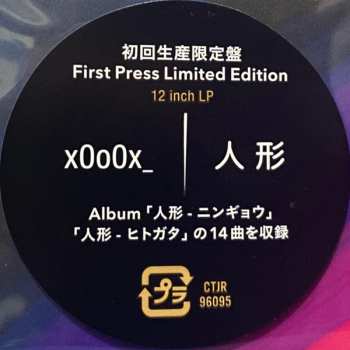 初回生産限定盤
First Press Limited Edition
12 inch LP
x0o0x_ 人形
Album「人形 - ニンギョウ」
「人形 - ヒトガタ」の14曲を収録
プラ
CTJR
96095